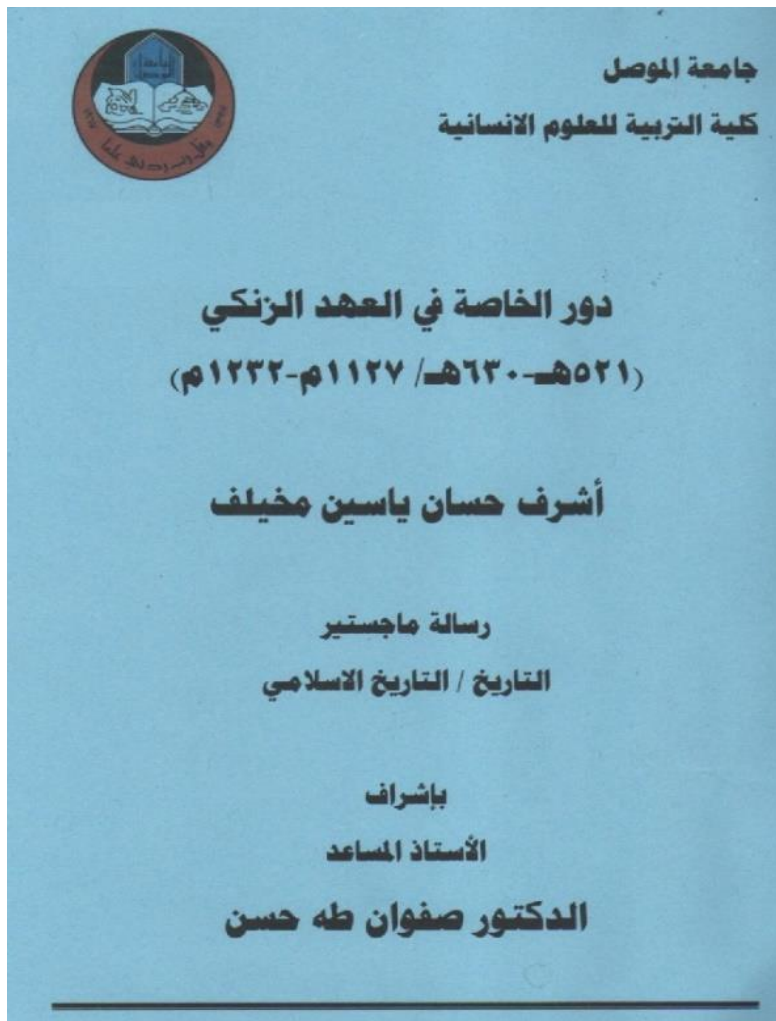 جامعة الموصل
كلية التربية للعلوم الانسانية
دور الخاصة في العهد الزنكي
(٥٢١هـ-٦٣٠هـ/ ١١٢٧م-١٢٣٢م)
أشرف حسان ياسين مخيلف
رسالة ماجستير
التاريخ / التاريخ الاسلامي
بإشراف
الأستاذ المساعد
الدكتور صفوان طه حسن